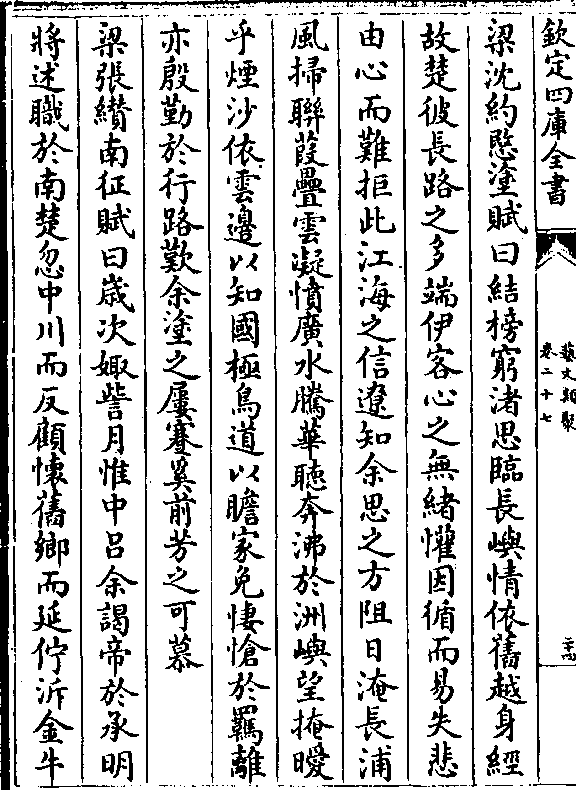 欽定四庫全書
藝文類聚
卷二十七
梁沈約愍塗賦曰結榜窮渚思臨長嶼情依舊越身經
故楚彼長路之多端伊客心之無緒懽因循而易失悲
由心而難拒此江海之信遼知余思之方阻日淹長浦
風掃聯葭疊雲凝憤廣水騰華聽奔沸於洲嶼望掩曖
乎煙沙依雲邊以知國極鳥道以瞻家免悽愴於羈離
亦殷勤於行路歎余塗之屢蹇奚前芳之可慕
梁張纘南征賦曰歲次娵訾月惟中呂余謁帝於承明
將述職於南楚忽中川而反顧懷舊鄉而延佇泝金牛